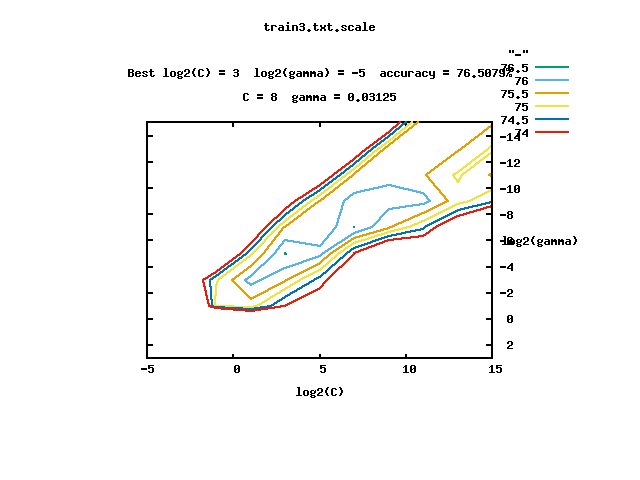 train3.txt.scale
"-"
Best log2(C) = 3  log2(gamma) = -5  accuracy = 76.5079%
76.5
76
C = 8  gamma = 0.03125
75.5
75
74.5
74
-14
-12
-10
-8
-6
log2(gamma)
-4
-2
0
2
-5 0 5 10 15
log2(C)